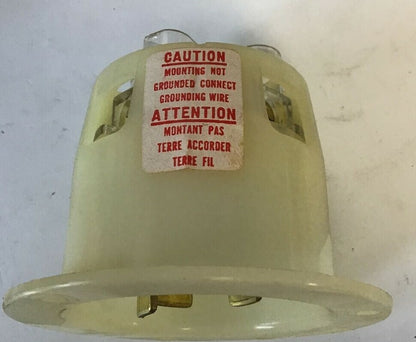 CAUTION
MOUNTING NOT
GROUNDED CONNECT
GROUNDING WIRE
ATTENTION
MONTANT PAS
TERRE ACCORDER
TERRE FIL